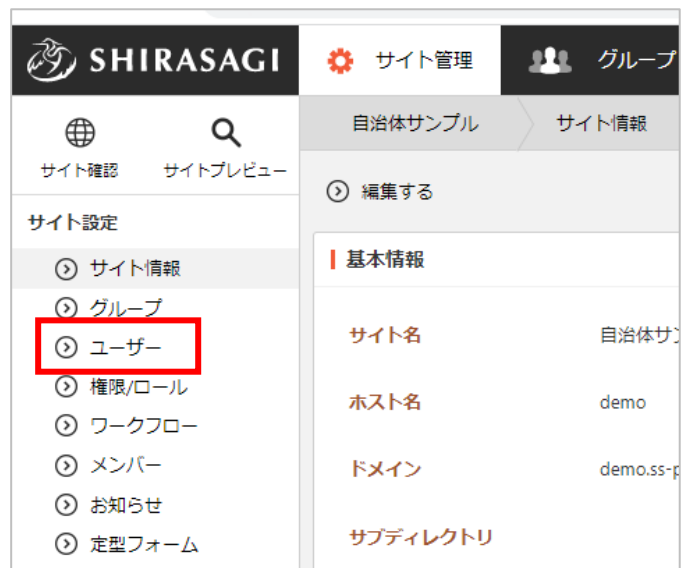 SHIRASAGI
サイト管理
グループ
サイト確認
サイトプレビュー
自治体サンプル
サイト情報
編集する
サイト設定
サイト情報
グループ
ユーザー
権限/ロール
ワークフロー
メンバー
お知らせ
定型フォーム
基本情報
サイト名
自治体サン
ホスト名
demo
ドメイン
demo.ss-p
サブディレクトリ